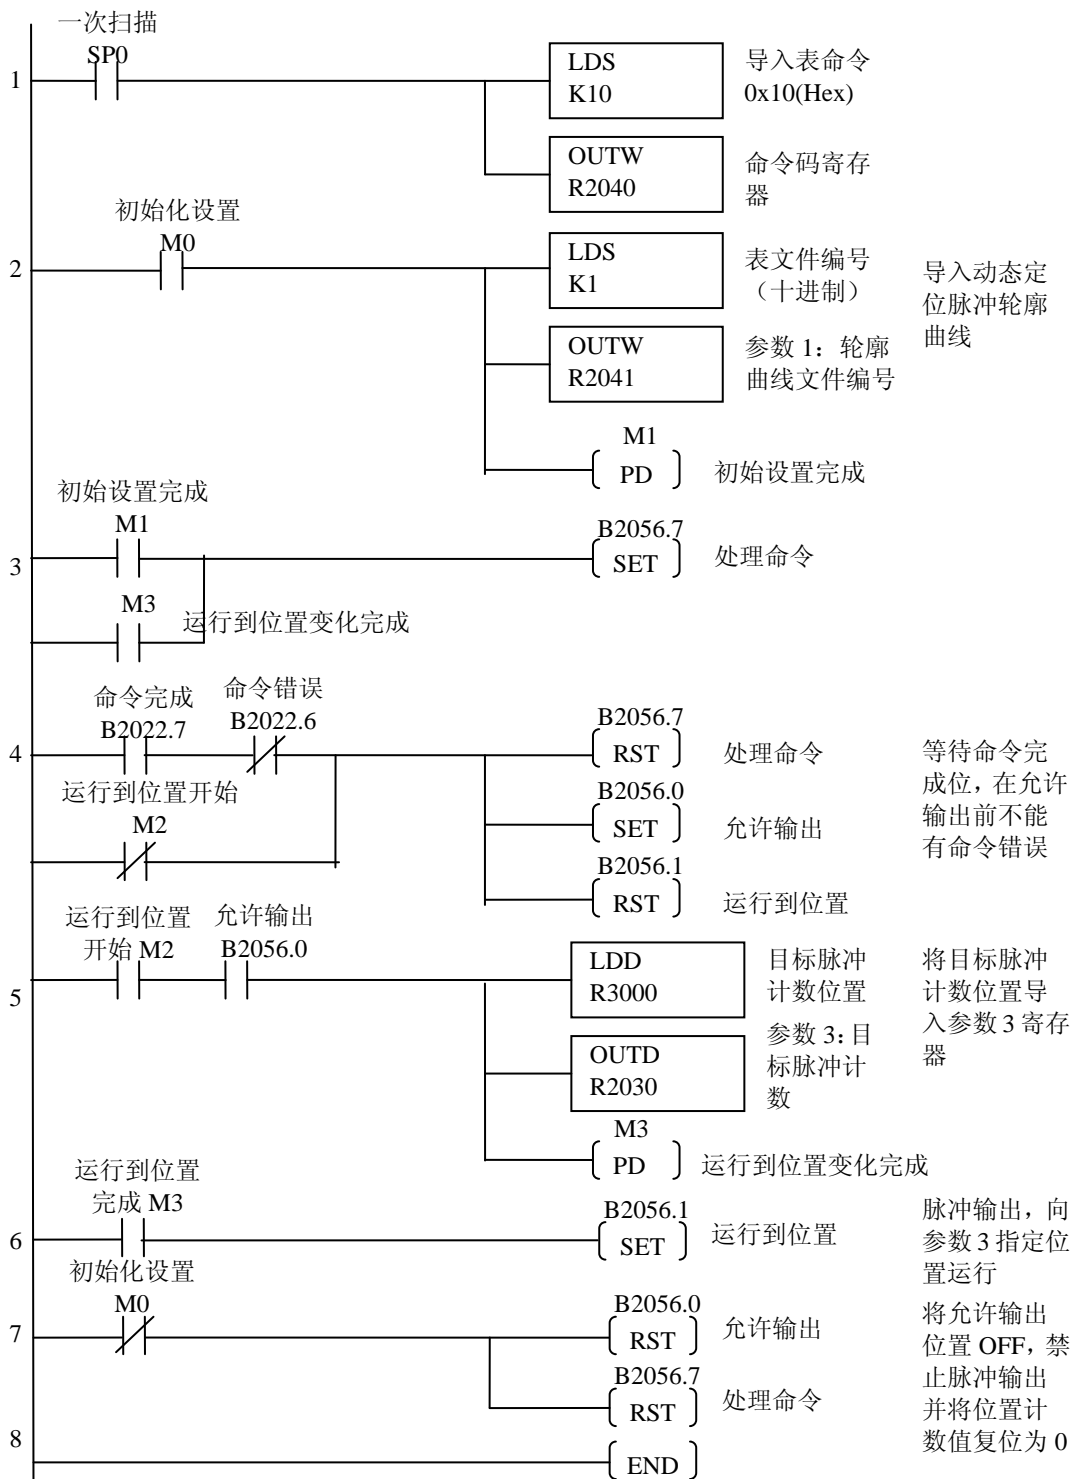 一次扫描
SP0
1
LDS
K10
导入表命令
0x10(Hex)
OUTW
R2040
命令码寄存
器
初始化设置
M0
2
LDS
K1
表文件编号
（十进制）
OUTW
R2041
参数 1：轮廓
曲线文件编号
导入动态定
位脉冲轮廓
曲线
M1
PD
初始设置完成
初始设置完成
M1
3
B2056.7
SET
处理命令
M3
运行到位置变化完成
命令完成
B2022.7
命令错误
B2022.6
4
B2056.7
RST
处理命令
运行到位置开始
M2
B2056.0
SET
允许输出
B2056.1
RST
运行到位置
等待命令完
成位，在允许
输出前不能
有命令错误
运行到位置
开始 M2
允许输出
B2056.0
5
LDD
R3000
目标脉冲
计数位置
OUTD
R2030
参数 3：目
标脉冲计
数
将目标脉冲
计数位置导
入参数 3 寄存
器
M3
PD
运行到位置变化完成
运行到位置
完成 M3
6
B2056.1
SET
运行到位置
脉冲输出，向
参数 3 指定位
置运行
初始化设置
M0
7
B2056.0
RST
允许输出
B2056.7
RST
处理命令
将允许输出
位置 OFF，禁
止脉冲输出
并将位置计
数值复位为 0
8
END